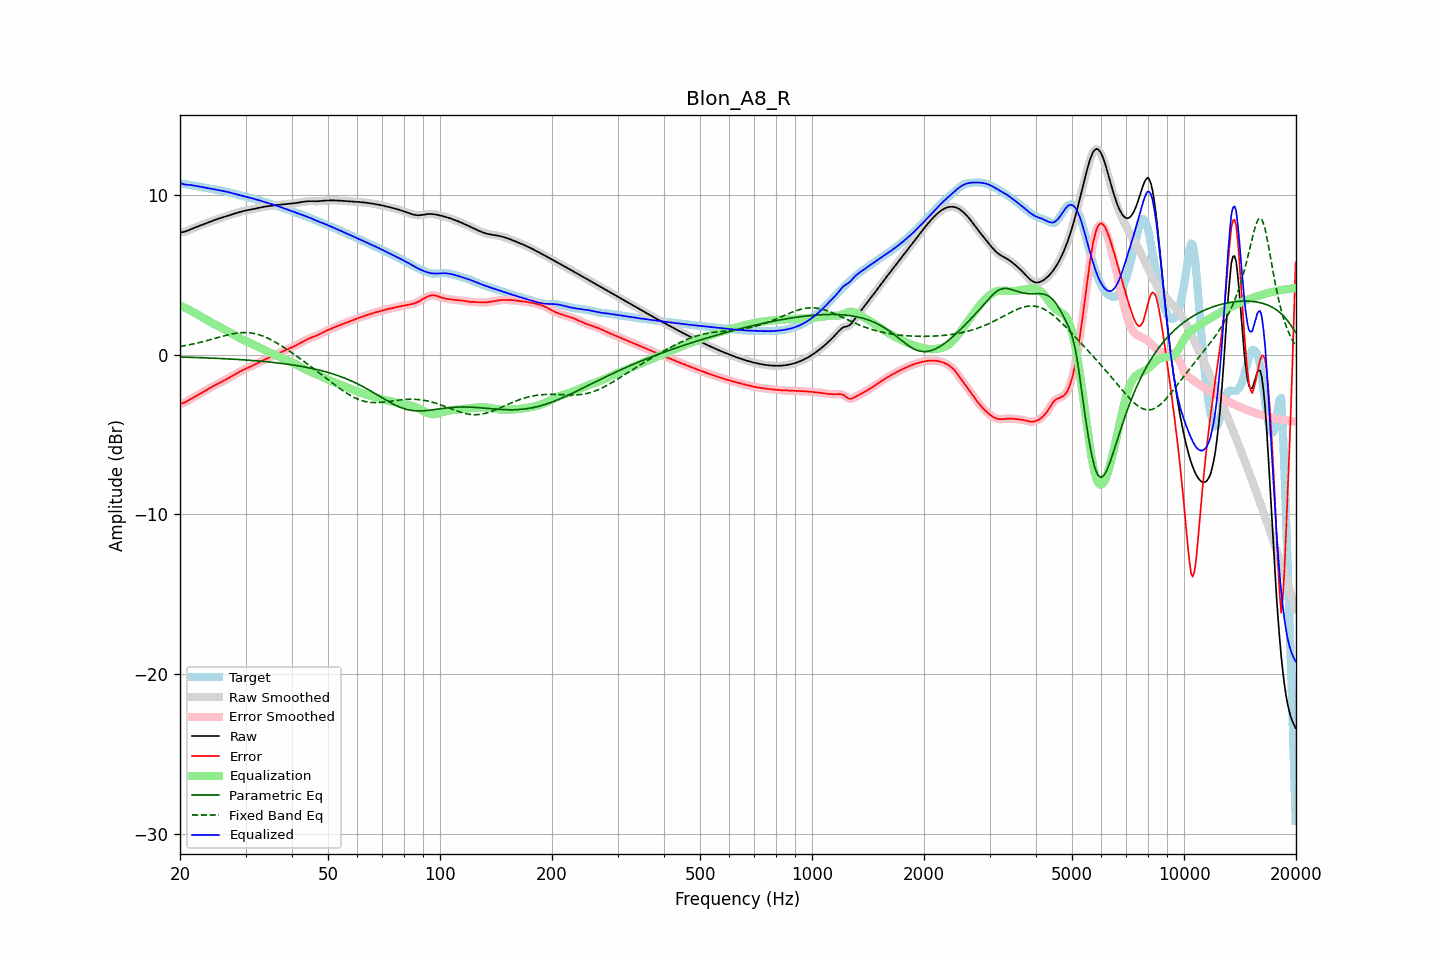 Blon_A8_R
10
0
−10
−20
−30
Amplitude (dBr)
Target
Raw Smoothed
Error Smoothed
Raw
Error
Equalization
Parametric Eq
Fixed Band Eq
Equalized
20 50 100 200 500 1000 2000 5000 10000 20000
Frequency (Hz)